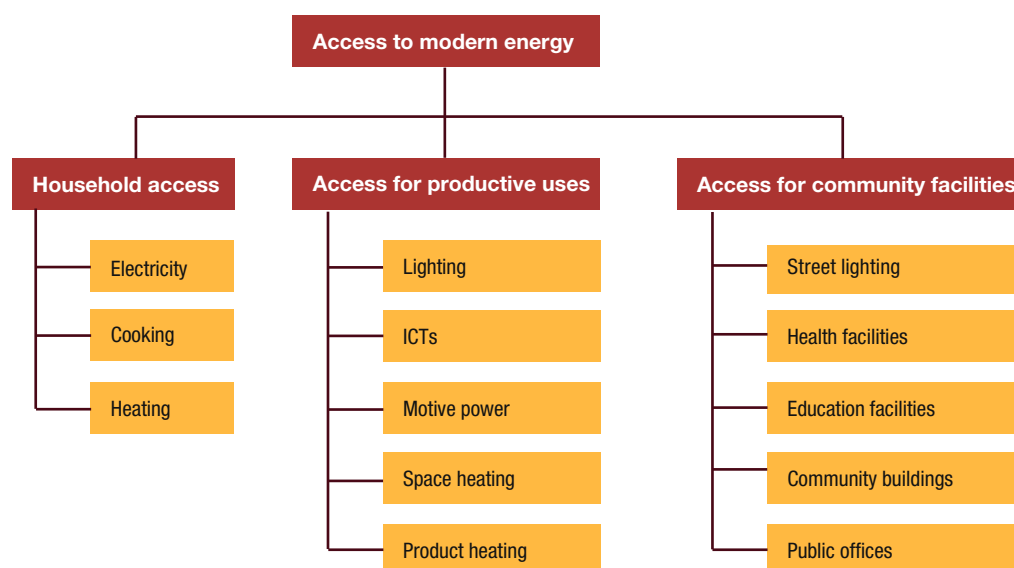 Access to modern energy
Household access
Electricity
Cooking
Heating
Access for productive uses
Lighting
ICTs
Motive power
Space heating
Product heating
Access for community facilities
Street lighting
Health facilities
Education facilities
Community buildings
Public offices